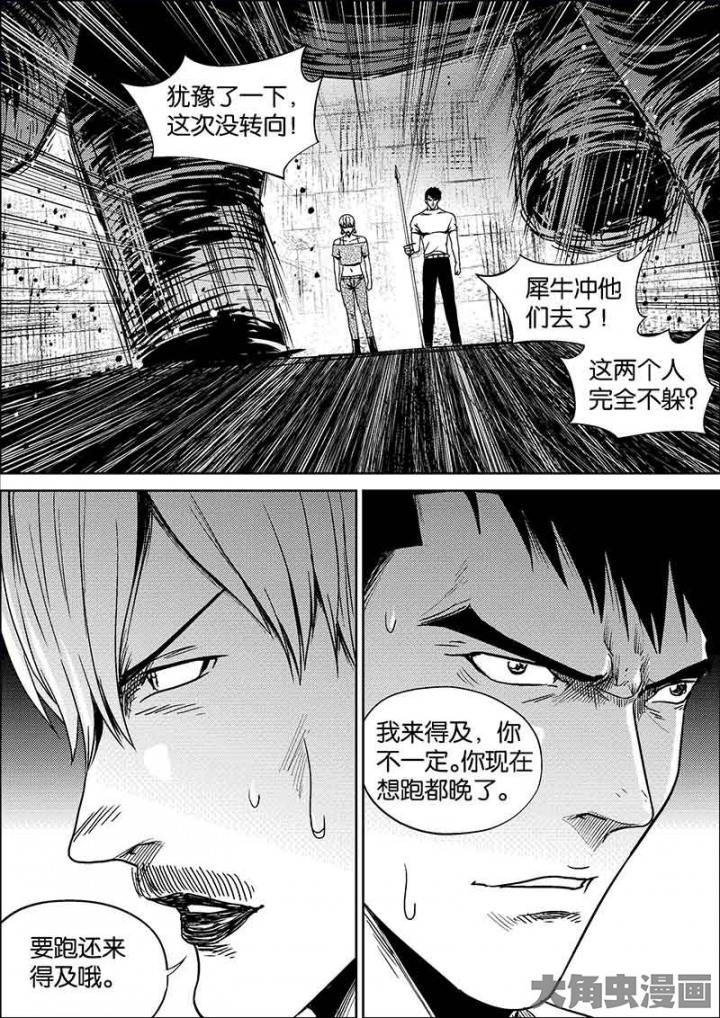 犹豫了一下，
这次没转向！
犀牛冲他
们去了！
这两个人
完全不躲？
要跑还来
得及哦。
我来得及，你
不一定。你现在
想跑都晚了。
大角虫漫画